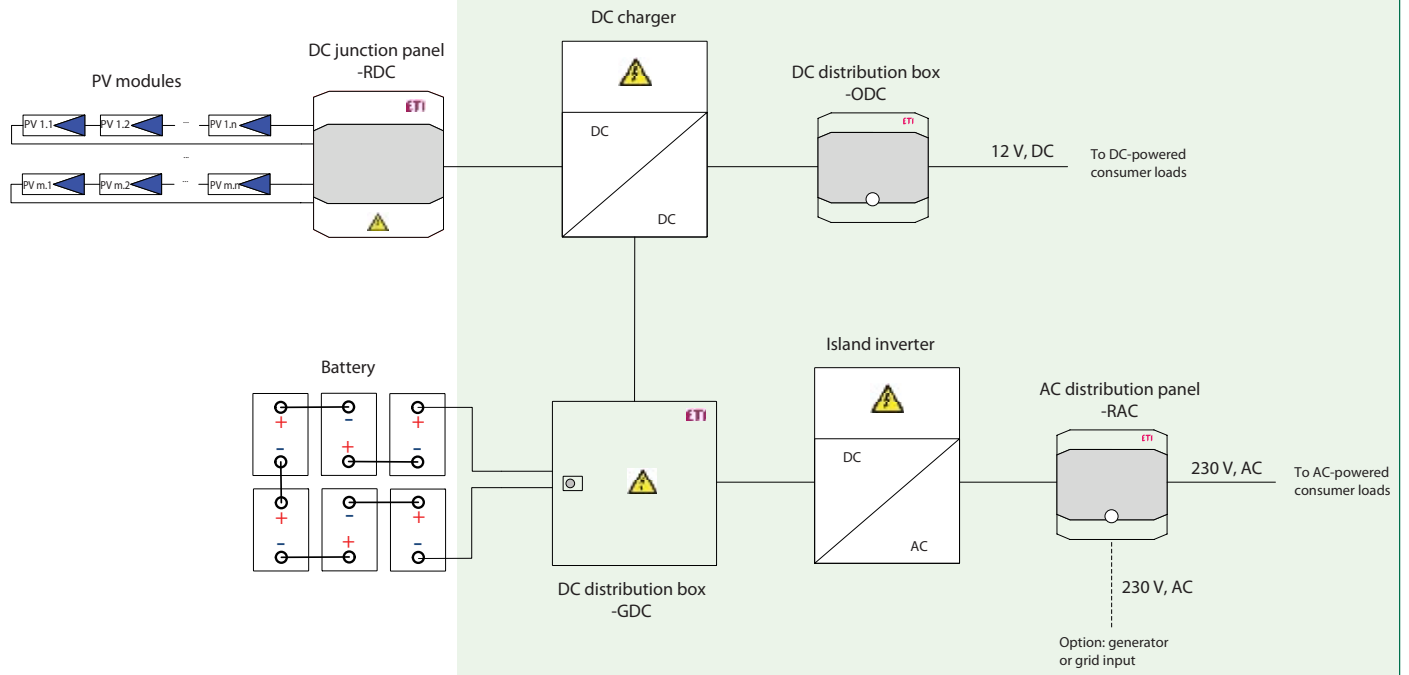 DC charger
DC junction panel
-RDC
PV modules
DC distribution box
-ODC
ETI
ETI
PV 1.1
PV 1.2
...
PV 1.n
...
PV m.1
PV m.2
...
PV m.n
DC
DC
12 V, DC
To DC-powered
consumer loads
Island inverter
Battery
AC distribution panel
-RAC
ETI
ETI
+
-
+
-
+
-
+
-
+
-
+
-
DC
AC
230 V, AC
To AC-powered
consumer loads
DC distribution box
-GDC
230 V, AC
Option: generator
or grid input